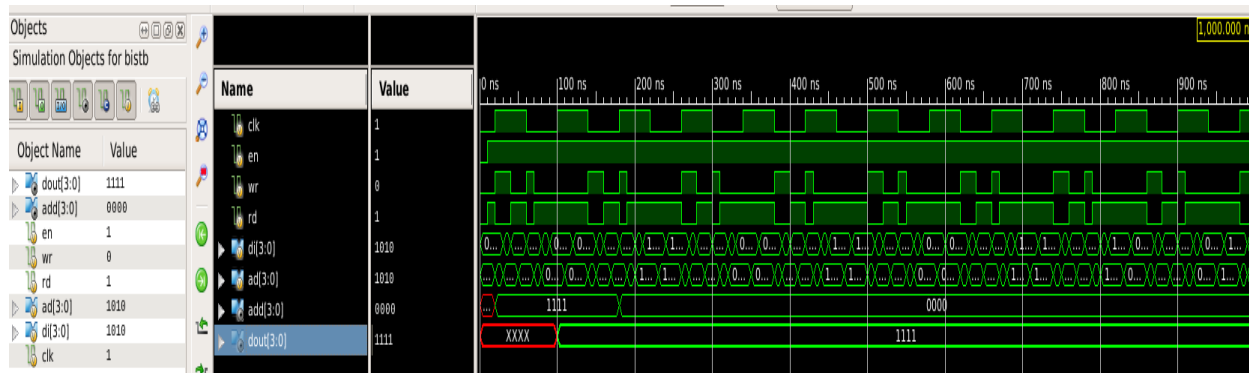 Objects
Simulation Objects for bistb
Object Name Value
dout[3:0] 1111
add[3:0] 0000
en 1
wr 0
rd 1
ad[3:0] 1010
di[3:0] 1010
clk 1
Name Value
clk 1
en 1
wr 0
rd 1
di[3:0] 1010
ad[3:0] 1010
add[3:0] 0000
dout[3:0] 1111
1,000.000 n
0 ns 100 ns 200 ns 300 ns 400 ns 500 ns 600 ns 700 ns 800 ns 900 ns
1111 0000
XXXX 1111